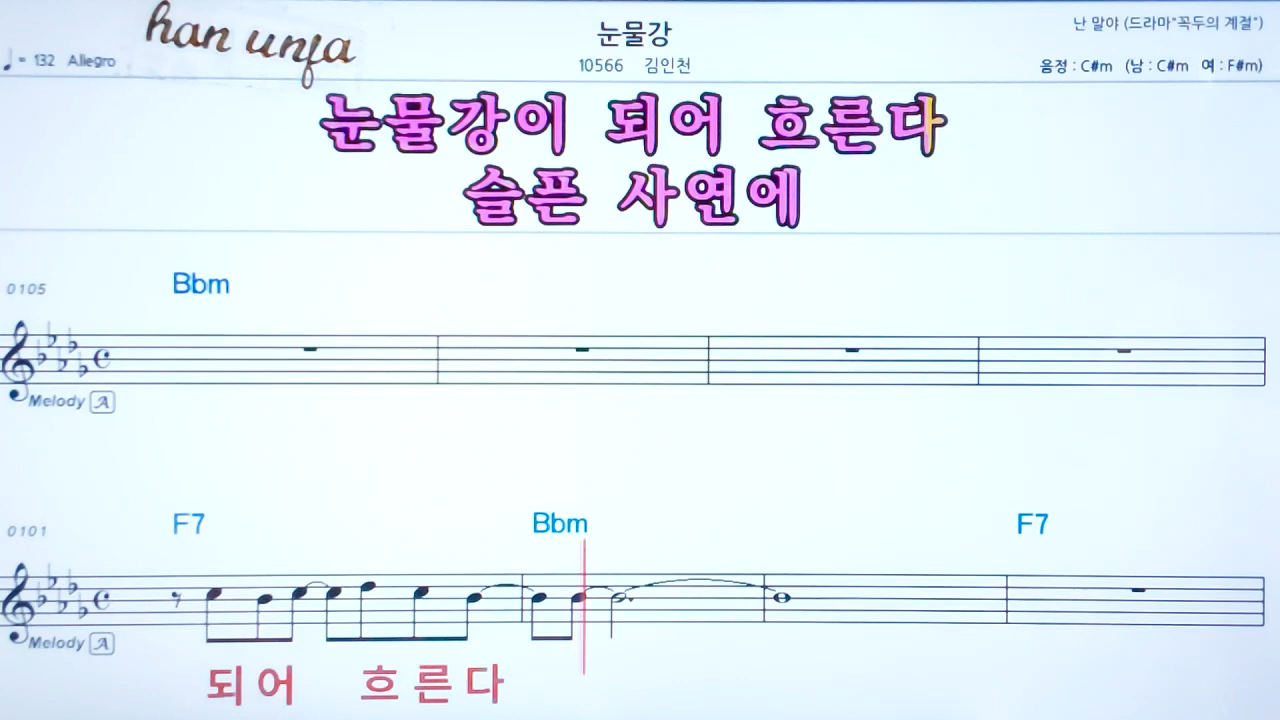 han unfa
눈물강
난 말야 (드라마"꼭두의 계절")
♩ = 132 Allegro
10566 김인천
음정 : C#m (남 : C#m 여 : F#m)
눈물강이 되어 흐른다
슬픈 사연에
Bbm
0105
Melody A
F7 Bbm F7
0101
Melody A
되어 흐른다